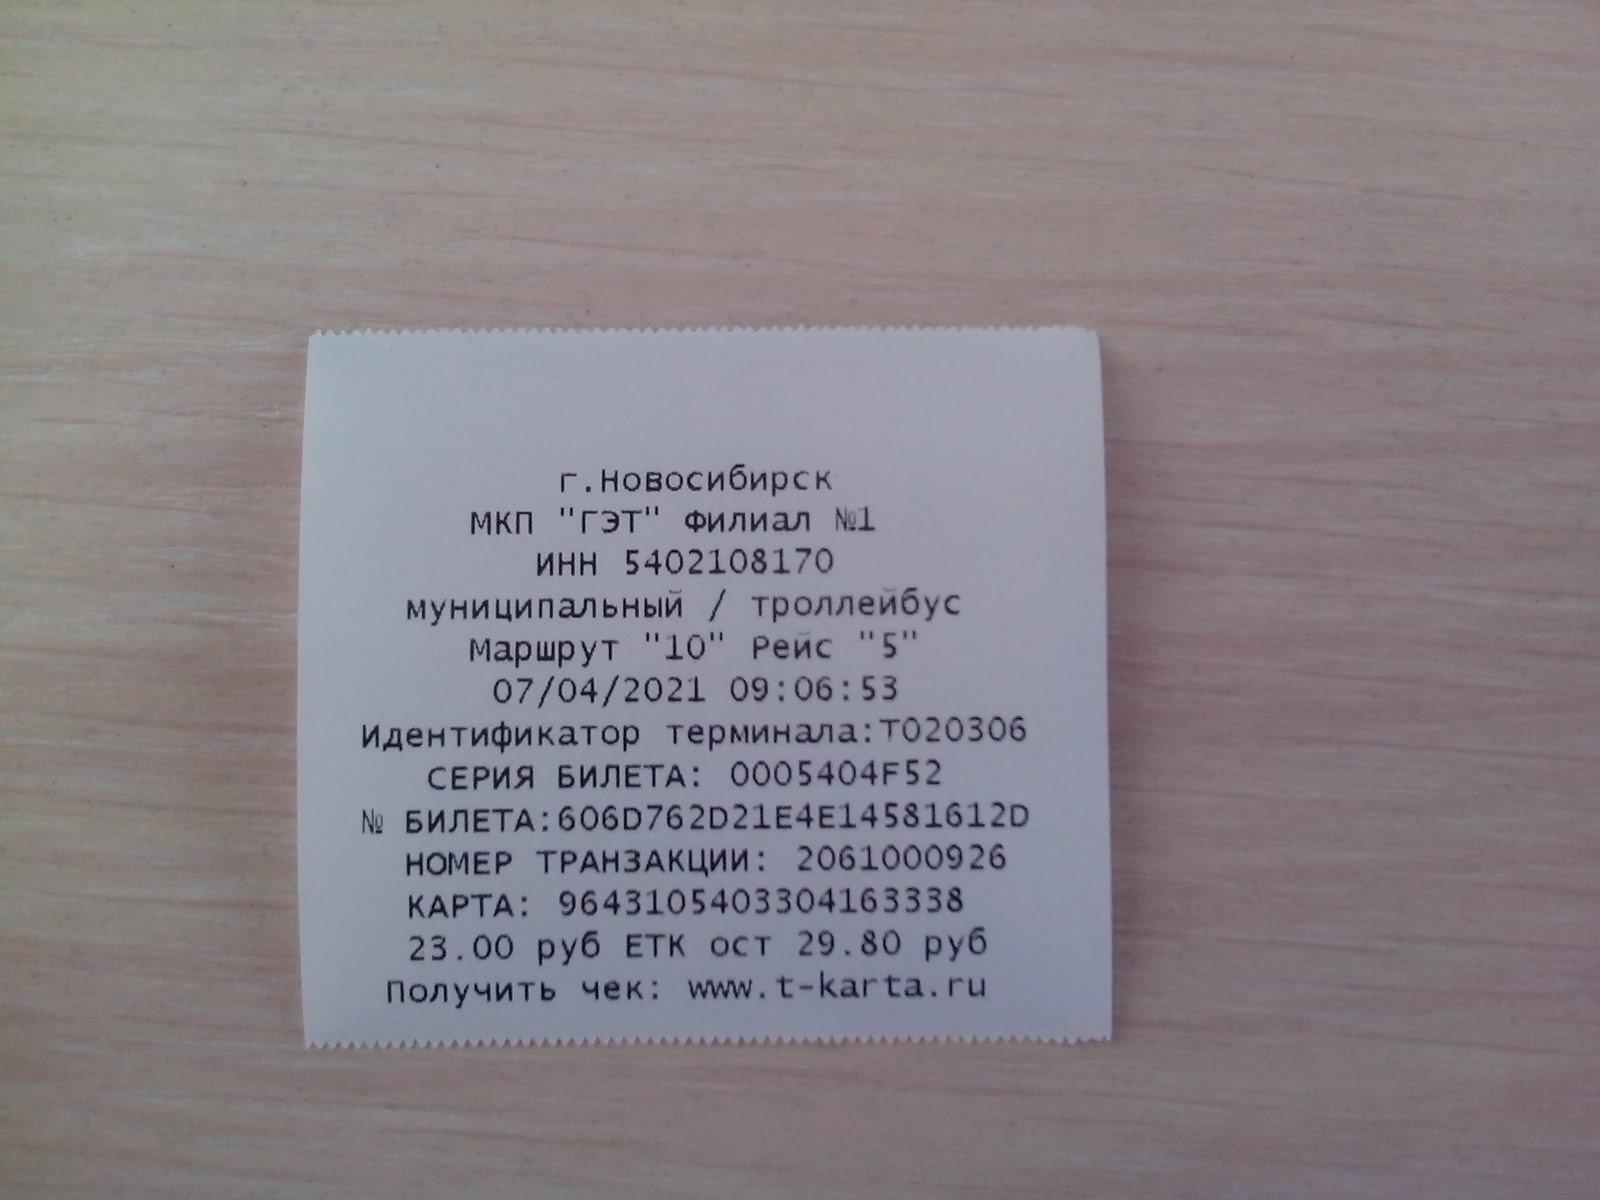 г.Новосибирск
МКП "ГЭТ" Филиал №1
ИНН 5402108170
муниципальный / троллейбус
Маршрут "10" Рейс "5"
07/04/2021 09:06:53
Идентификатор терминала:T020306
СЕРИЯ БИЛЕТА: 0005404F52
№ БИЛЕТА:606D762D21E4E14581612D
НОМЕР ТРАНЗАКЦИИ: 2061000926
КАРТА: 9643105403304163338
23.00 руб ЕТК ост 29.80 руб
Получить чек: www.t-karta.ru